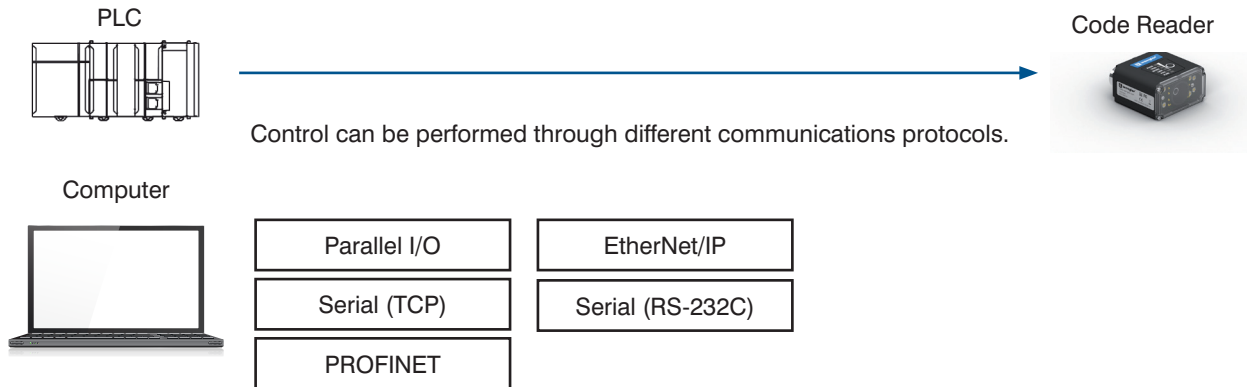 PLC
Code Reader
Control can be performed through different communications protocols.
Computer
Parallel I/O
EtherNet/IP
Serial (TCP)
Serial (RS-232C)
PROFINET